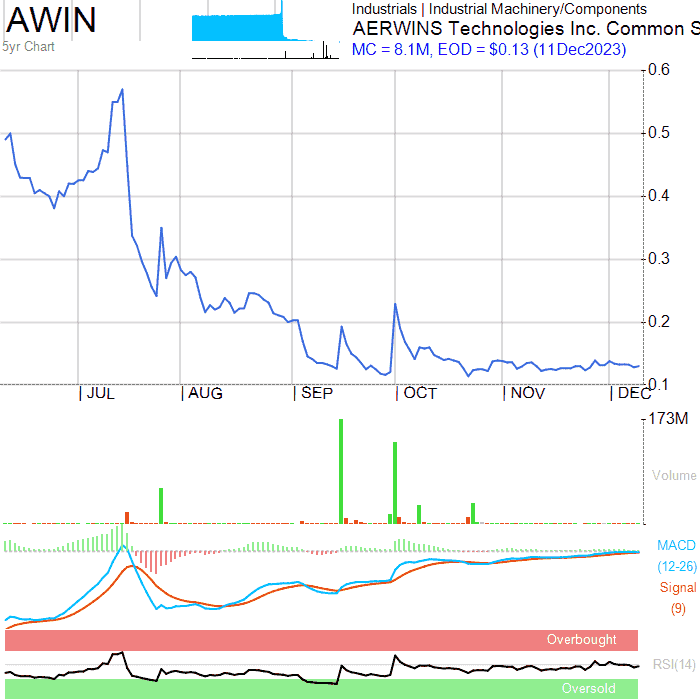 AWIN
5yr Chart
Industrials | Industrial Machinery/Components
AERWINS Technologies Inc. Common S
MC = 8.1M, EOD = $0.13 (11Dec2023)
0.6
0.5
0.4
0.3
0.2
0.1
JUL
AUG
SEP
OCT
NOV
DEC
173M
Volume
MACD
(12-26)
Signal
(9)
Overbought
RSI(14)
Oversold